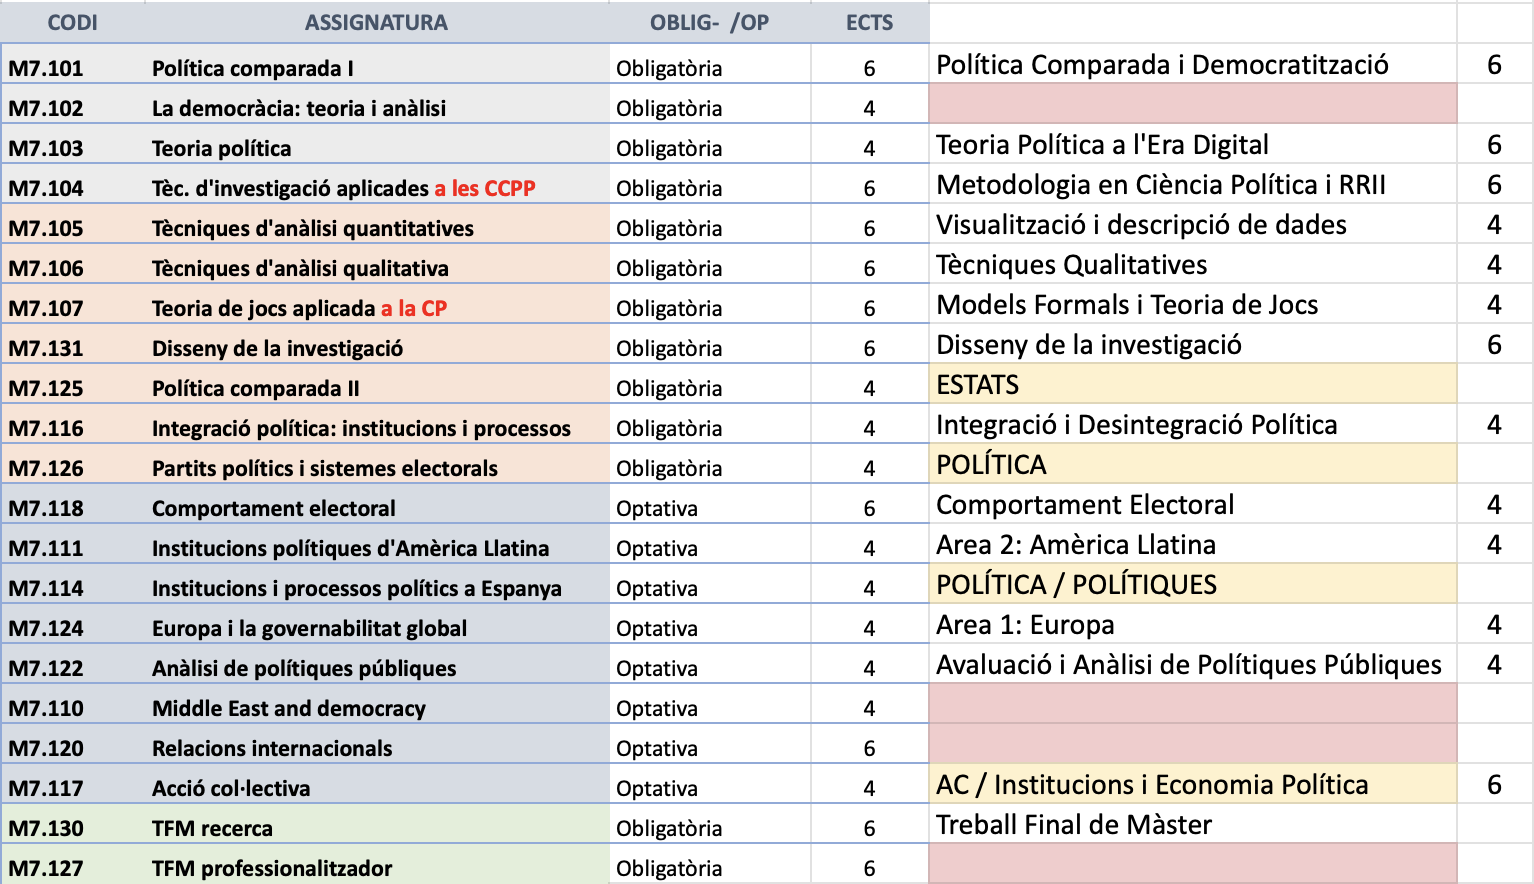 CODI ASSIGNATURA OBLIG- /OP ECTS
M7.101 Política comparada I Obligatòria 6 Política Comparada i Democratització 6
M7.102 La democràcia: teoria i anàlisi Obligatòria 4
M7.103 Teoria política Obligatòria 4 Teoria Política a l'Era Digital 6
M7.104 Tèc. d'investigació aplicades a les CCPP Obligatòria 6 Metodologia en Ciència Política i RRII 6
M7.105 Tècniques d'anàlisi quantitatives Obligatòria 6 Visualització i descripció de dades 4
M7.106 Tècniques d'anàlisi qualitativa Obligatòria 6 Tècniques Qualitatives 4
M7.107 Teoria de jocs aplicada a la CP Obligatòria 6 Models Formals i Teoria de Jocs 4
M7.131 Disseny de la investigació Obligatòria 6 Disseny de la investigació 6
M7.125 Política comparada II Obligatòria 4 ESTATS
M7.116 Integració política: institucions i processos Obligatòria 4 Integració i Desintegració Política 4
M7.126 Partits polítics i sistemes electorals Obligatòria 4 POLÍTICA
M7.118 Comportament electoral Optativa 6 Comportament Electoral 4
M7.111 Institucions polítiques d'Amèrica Llatina Optativa 4 Area 2: Amèrica Llatina 4
M7.114 Institucions i processos polítics a Espanya Optativa 4 POLÍTICA / POLÍTIQUES
M7.124 Europa i la governabilitat global Optativa 4 Area 1: Europa 4
M7.122 Anàlisi de polítiques públiques Optativa 4 Avaluació i Anàlisi de Polítiques Públiques 4
M7.110 Middle East and democracy Optativa 4
M7.120 Relacions internacionals Optativa 6
M7.117 Acció col·lectiva Optativa 4 AC / Institucions i Economia Política 6
M7.130 TFM recerca Obligatòria 6 Treball Final de Màster
M7.127 TFM professionalitzador Obligatòria 6